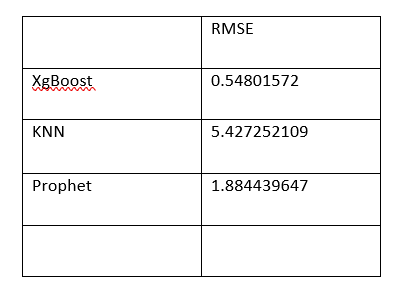 RMSE
XgBoost 0.54801572
KNN 5.427252109
Prophet 1.884439647